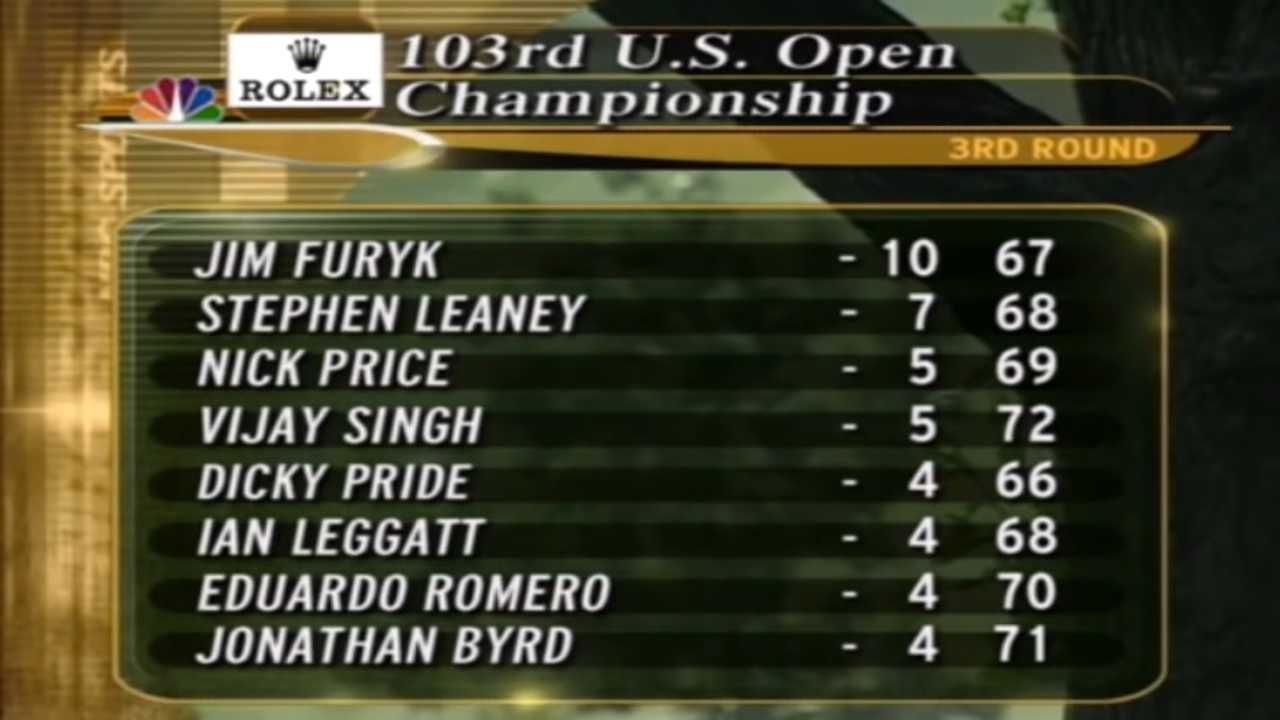 103rd U.S. Open
Championship
ROLEX
3RD ROUND
JIM FURYK - 10 67
STEPHEN LEANEY - 7 68
NICK PRICE - 5 69
VIJAY SINGH - 5 72
DICKY PRIDE - 4 66
IAN LEGGATT - 4 68
EDUARDO ROMERO - 4 70
JONATHAN BYRD - 4 71